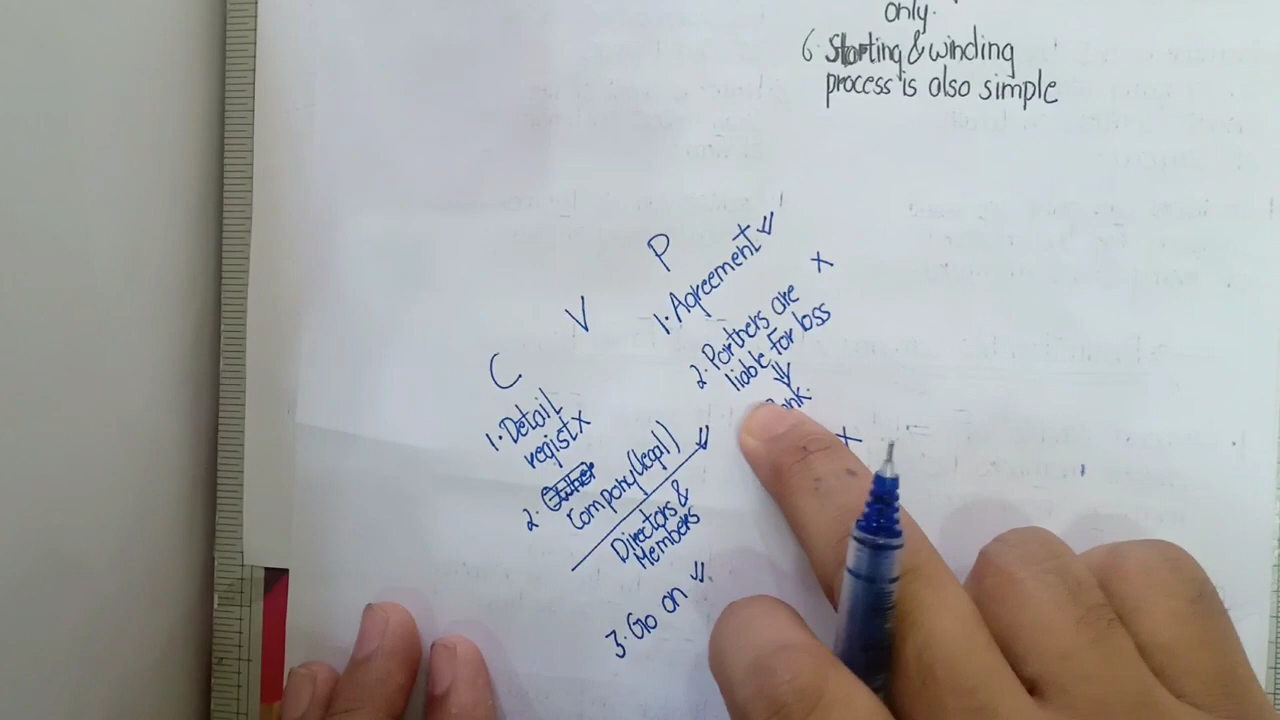 only.
6. Starting & winding
process is also simple
C V P
1. Agreement
2. Partners are
liable for loss
1. Detail
regist x
2.
Company (legal)
Directors &
Members
3. Go on
x
x